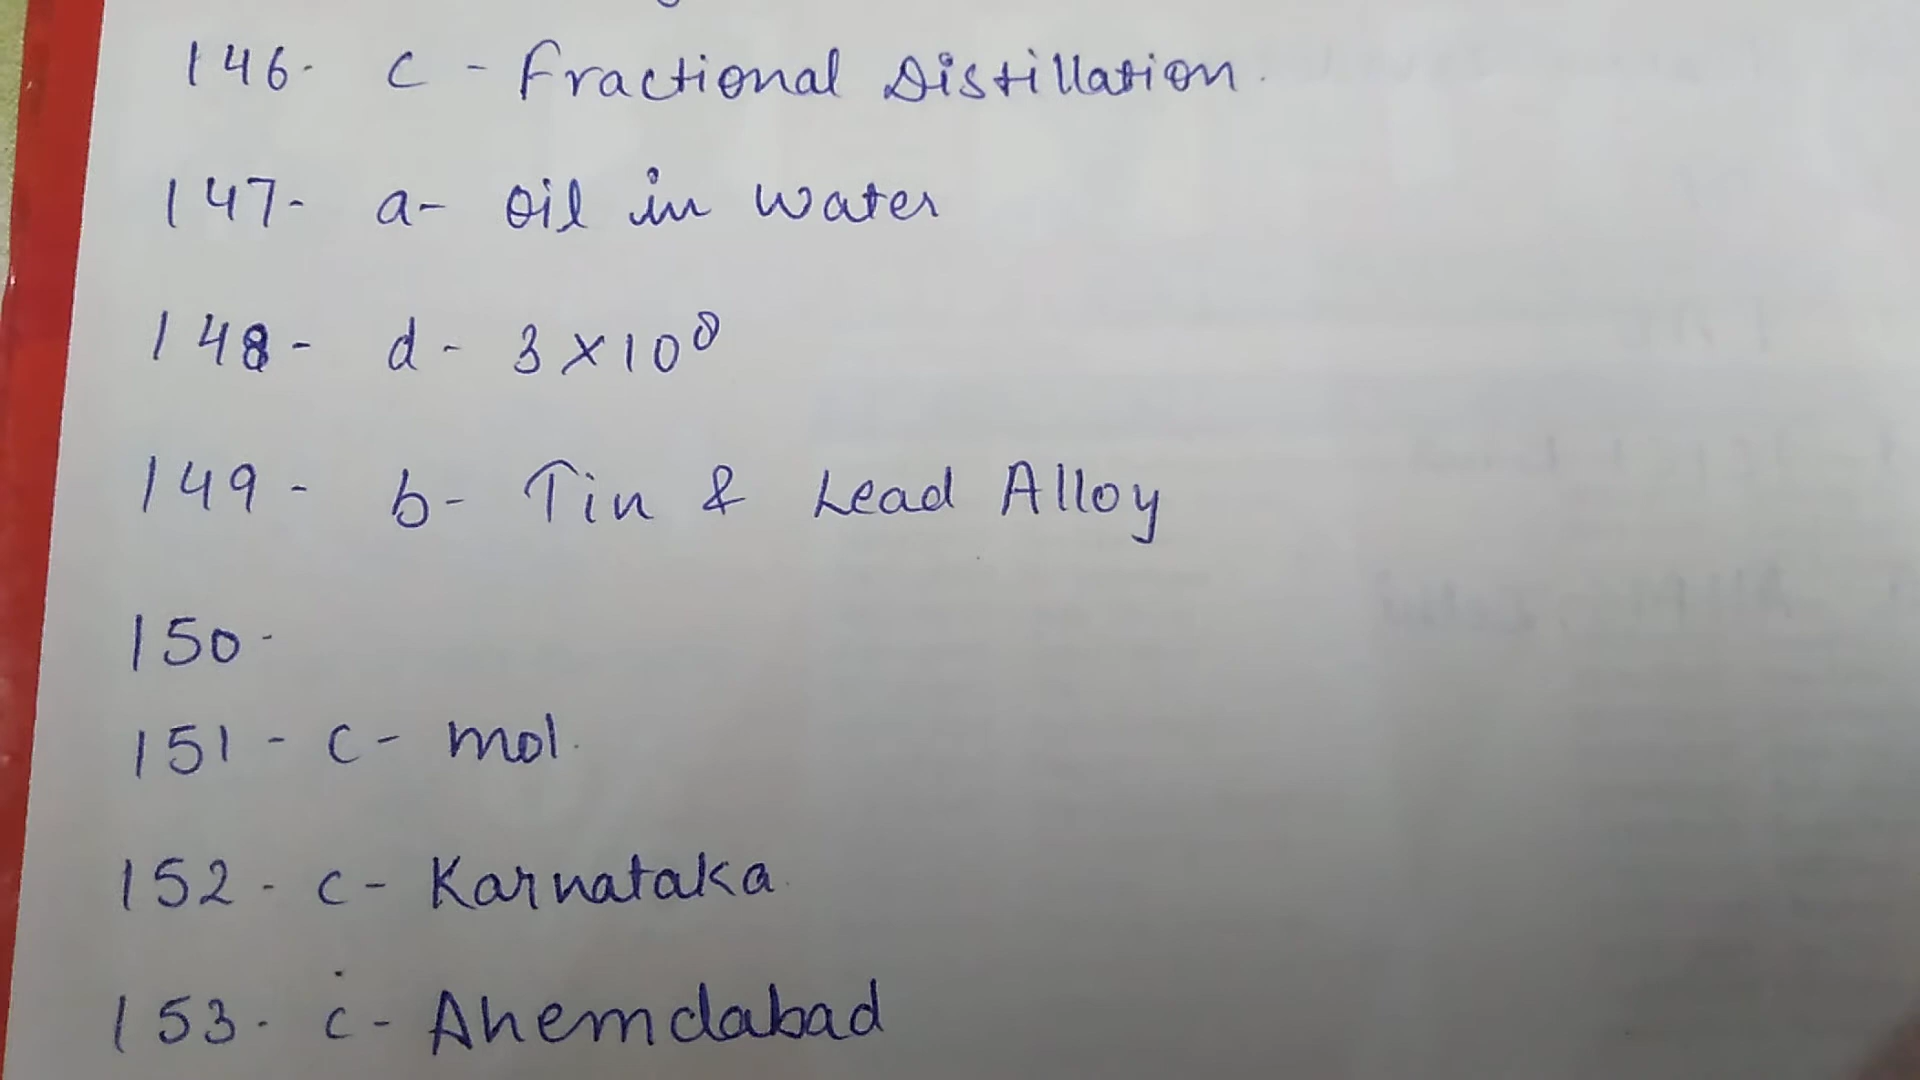 146- c - Fractional Distillation.
147- a- Oil in water
148- d- 3×10⁸
149- b- Tin & Lead Alloy
150-
151- c- mol.
152- c- Karnataka.
153- c- Ahemdabad